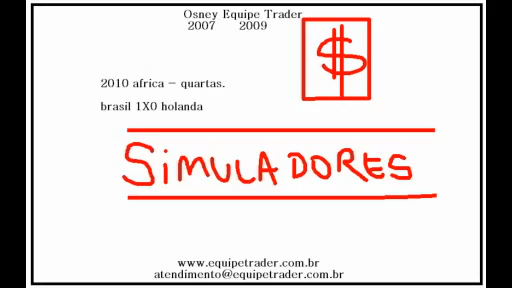 Osney Equipe Trader
2007 2009
$
2010 africa - quartas.
brasil 1X0 holanda
SiMULADORES
www.equipetrader.com.br
atendimento@equipetrader.com.br